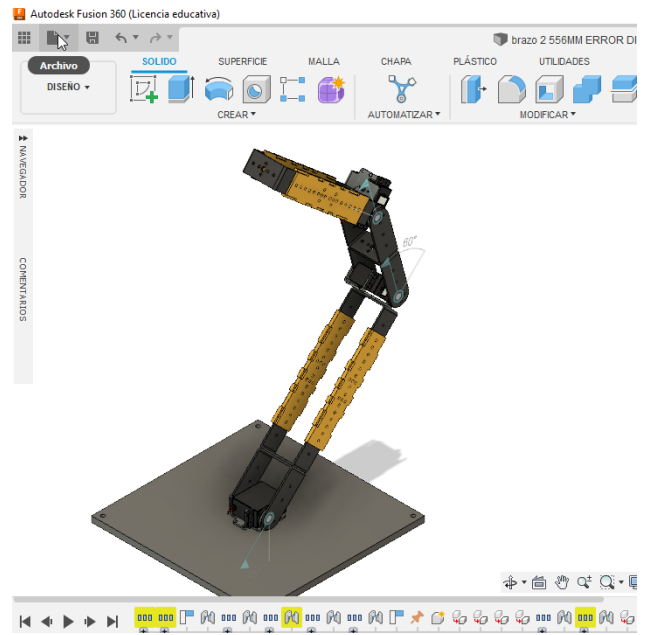 Autodesk Fusion 360 (Licencia educativa)
brazo 2 556MM ERROR DI
Archivo
SOLIDO SUPERFICIE MALLA CHAPA PLÁSTICO UTILIDADES
DISEÑO
CREAR AUTOMATIZAR MODIFICAR
NAVEGADOR
COMENTARIOS
60°